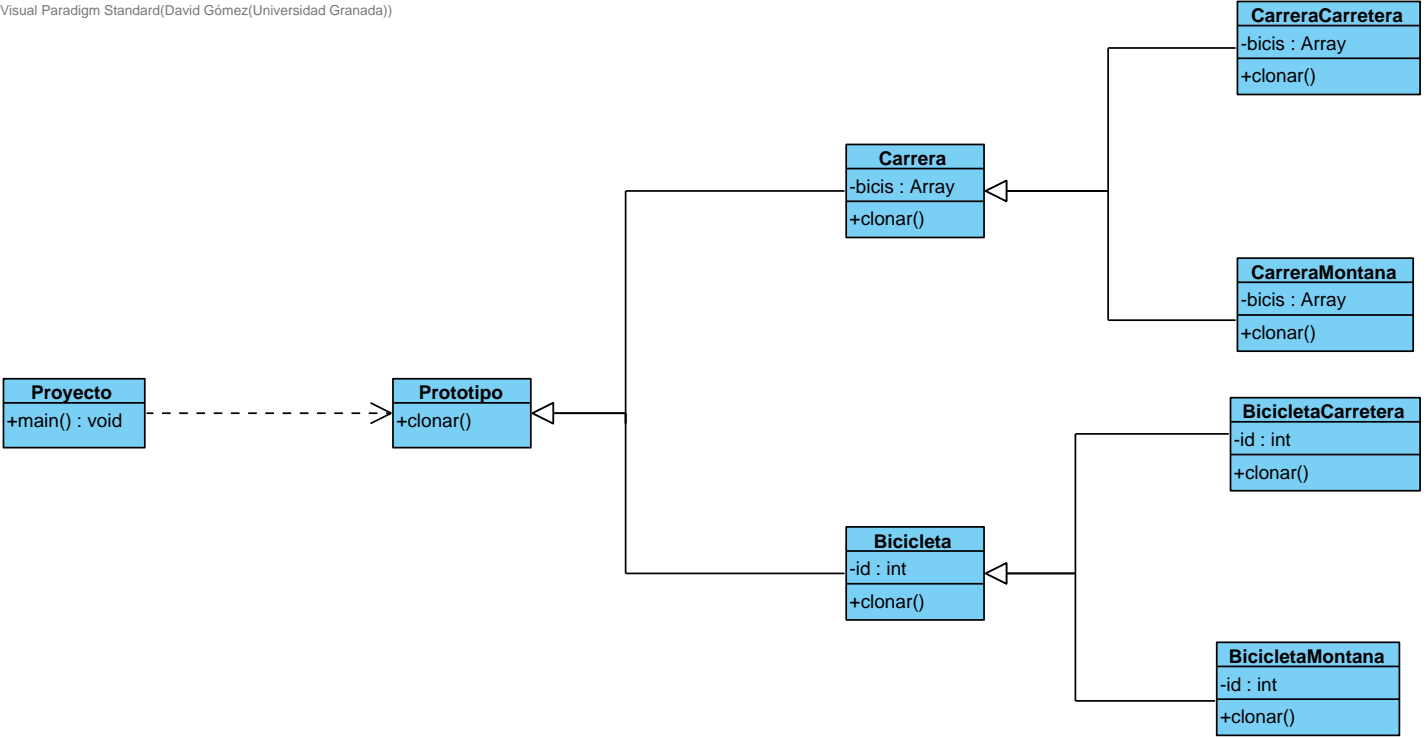 Visual Paradigm Standard(David Gómez(Universidad Granada))
CarreraCarretera
-bicis : Array
+clonar()
Carrera
-bicis : Array
+clonar()
CarreraMontana
-bicis : Array
+clonar()
Proyecto
+main() : void
Prototipo
+clonar()
BicicletaCarretera
-id : int
+clonar()
Bicicleta
-id : int
+clonar()
BicicletaMontana
-id : int
+clonar()